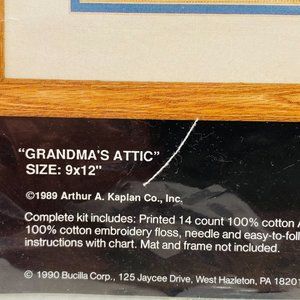 "GRANDMA'S ATTIC"
SIZE: 9x12"
©1989 Arthur A. Kaplan Co., Inc.
Complete kit includes: Printed 14 count 100% cotton
100% cotton embroidery floss, needle and easy-to-fol
instructions with chart. Mat and frame not included.
© 1990 Bucilla Corp., 125 Jaycee Drive, West Hazleton, PA 1820